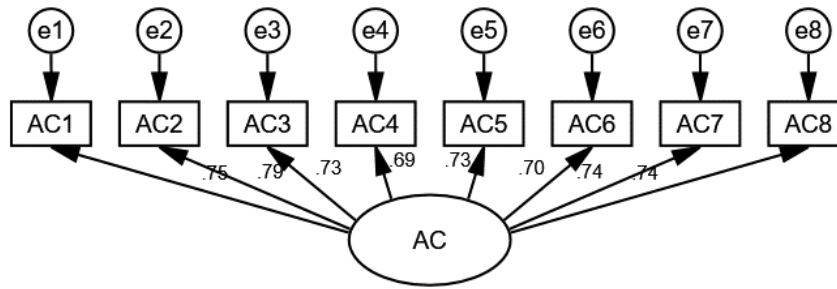 e1 e2 e3 e4 e5 e6 e7 e8
AC1 AC2 AC3 AC4 AC5 AC6 AC7 AC8
.75 .79 .73 .69 .73 .70 .74 .74
AC